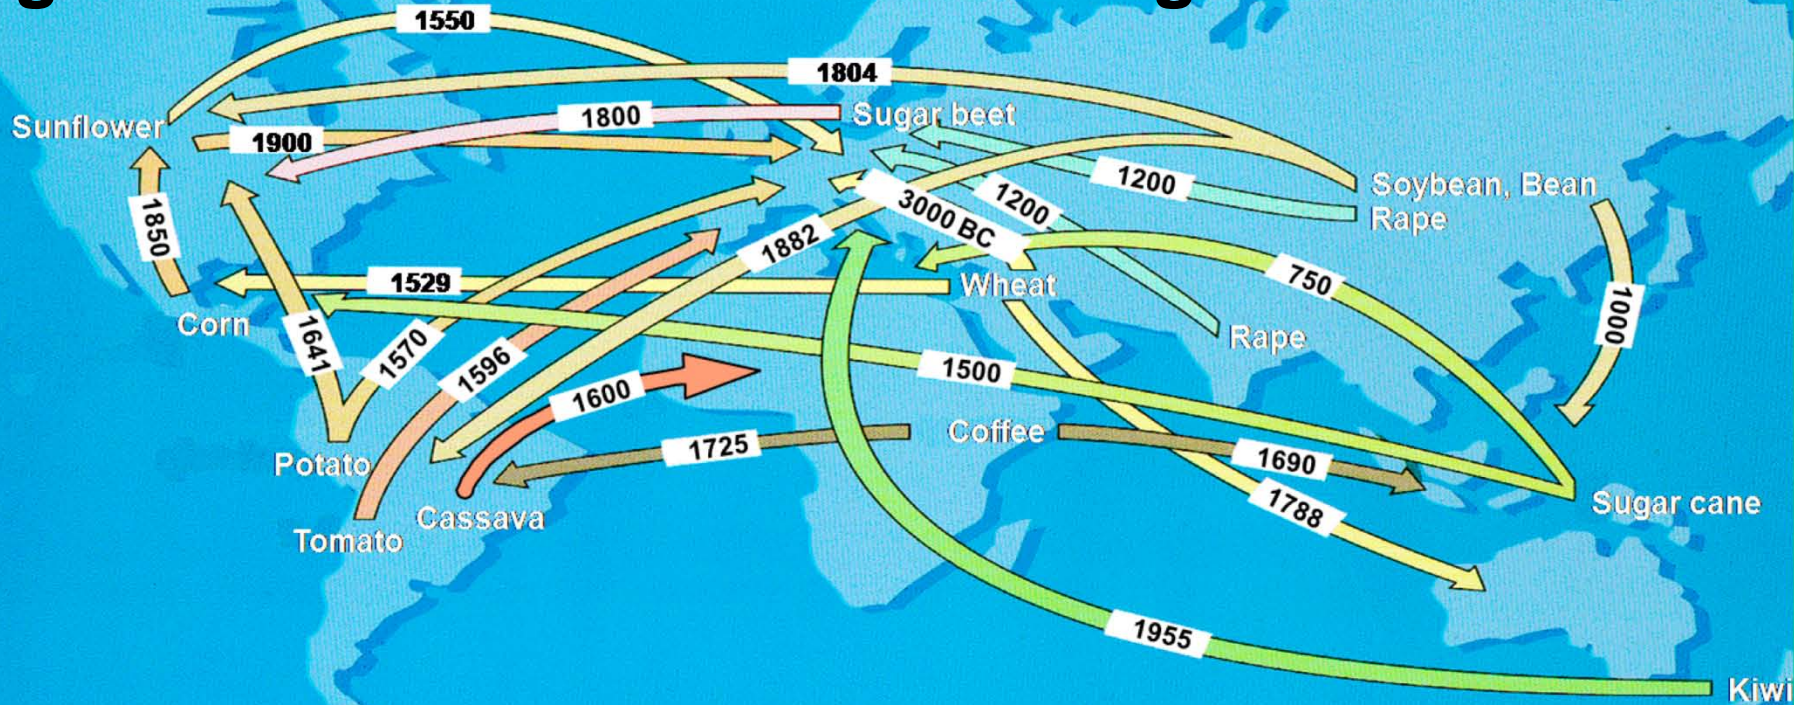 1550
1804
1800
Sugar beet
Sunflower
1900
1200
Soybean, Bean
1200
Rape
1850
3000 BC
1882
1529
Wheat
750
Corn
1641
1570
1596
Rape
1000
1500
1600
Coffee
1725
1690
Potato
Cassava
1788
Sugar cane
Tomato
1955
Kiwi